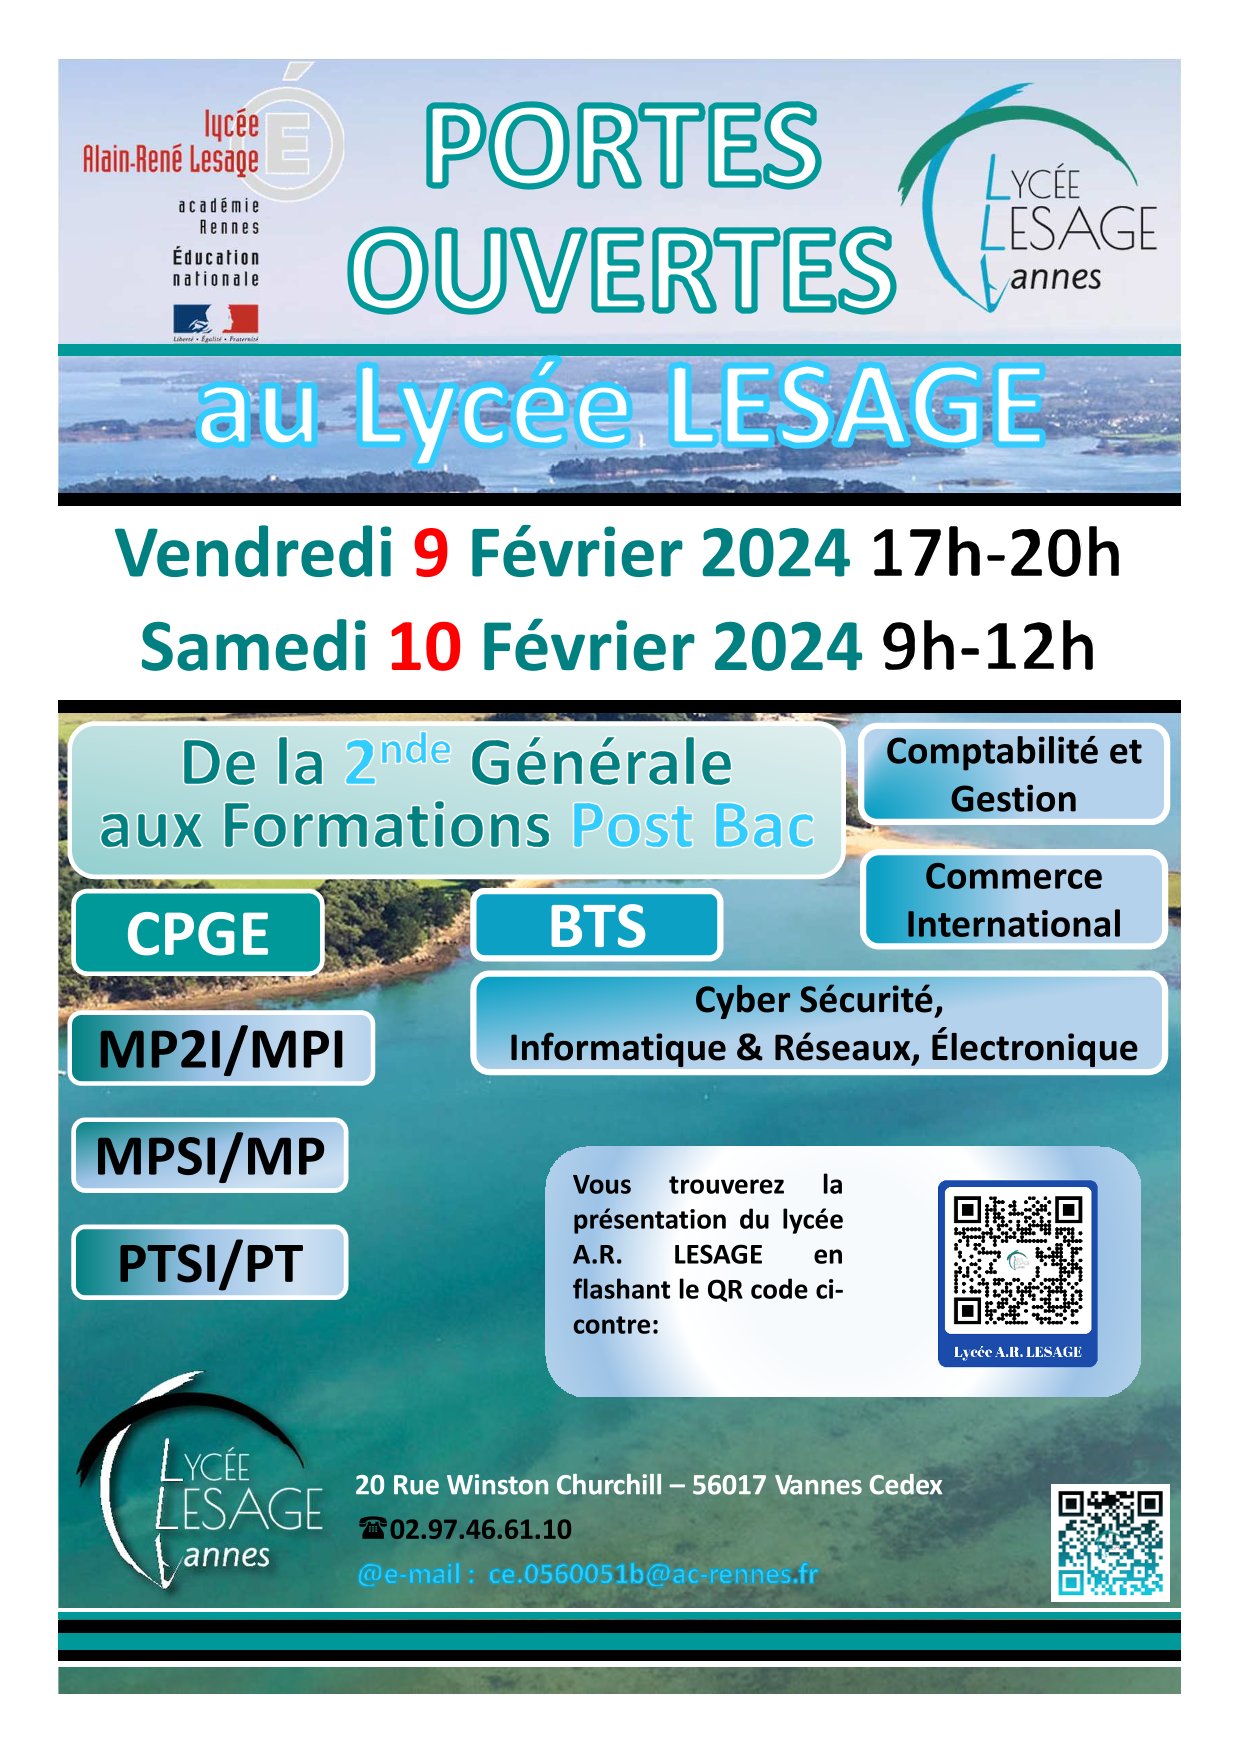 lycée
Alain-René Lesage
É
académie
Rennes
Éducation
nationale
Liberté • Égalité • Fraternité
PORTES
OUVERTES
LYCÉE
LESAGE
Vannes
au Lycée LESAGE
Vendredi 9 Février 2024 17h-20h
Samedi 10 Février 2024 9h-12h
De la 2nde Générale
aux Formations Post Bac
Comptabilité et
Gestion
Commerce
International
CPGE
BTS
Cyber Sécurité,
Informatique & Réseaux, Électronique
MP2I/MPI
MPSI/MP
PTSI/PT
Vous trouverez la
présentation du lycée
A.R. LESAGE en
flashant le QR code ci-
contre:
Lycée A.R. LESAGE
LYCÉE
LESAGE
Vannes
20 Rue Winston Churchill – 56017 Vannes Cedex
☎02.97.46.61.10
@e-mail : ce.0560051b@ac-rennes.fr